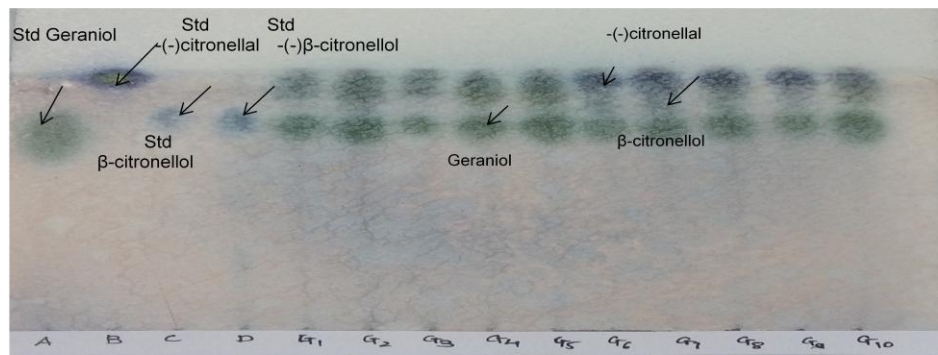 Std Geraniol
Std
-(-)citronellal
Std
-(-)β-citronellol
-(-)citronellal
Std
β-citronellol
Geraniol
β-citronellol
A B C D G1 G2 G3 G4 G5 G6 G7 G8 G9 G10